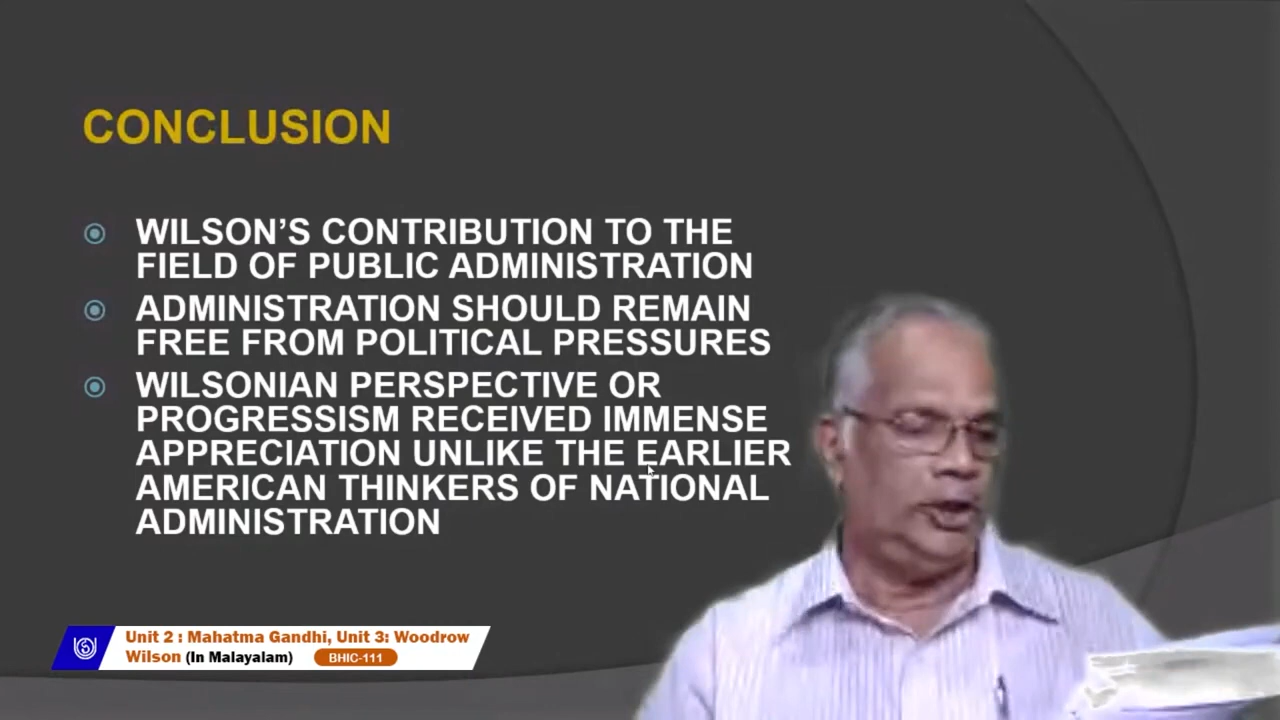 CONCLUSION
WILSON'S CONTRIBUTION TO THE
FIELD OF PUBLIC ADMINISTRATION
ADMINISTRATION SHOULD REMAIN
FREE FROM POLITICAL PRESSURES
WILSONIAN PERSPECTIVE OR
PROGRESSISM RECEIVED IMMENSE
APPRECIATION UNLIKE THE EARLIER
AMERICAN THINKERS OF NATIONAL
ADMINISTRATION
Unit 2 : Mahatma Gandhi, Unit 3: Woodrow
Wilson (In Malayalam) BHIC-111